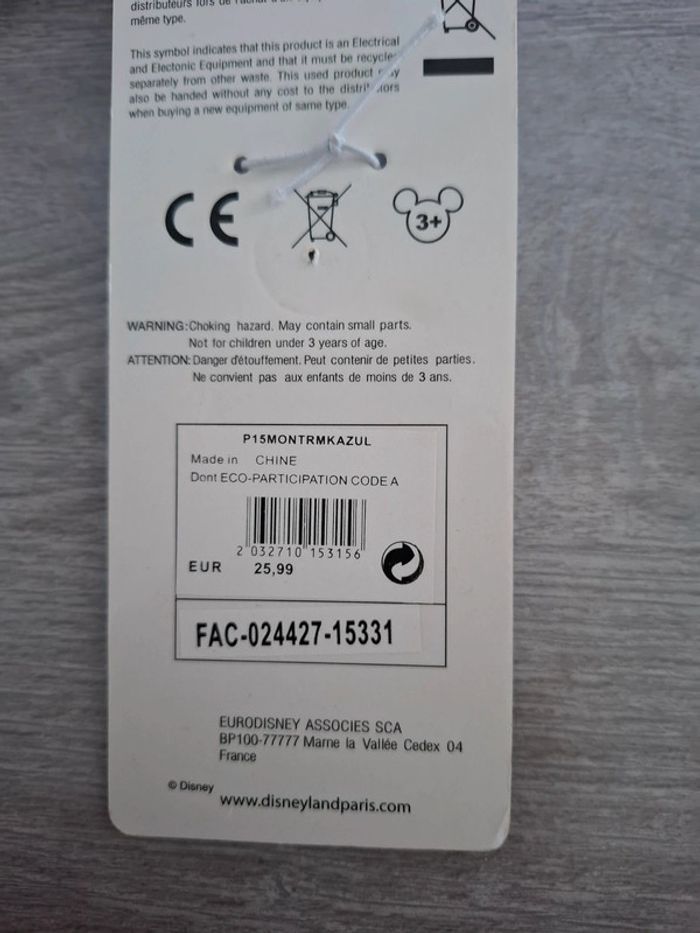 distributeurs lors de l'achat d'un
même type.
This symbol indicates that this product is an Electrical
and Electonic Equipment and that it must be recycle
separately from other waste. This used product
also be handed without any cost to the
when buying a new equipment of same type.
CE
3+
WARNING: Choking hazard. May contain small parts.
Not for children under 3 years of age.
ATTENTION: Danger d'étouffement. Peut contenir de petites parties.
Ne convient pas aux enfants de moins de 3 ans.
P15MONTRMKAZUL
Made in CHINE
Dont ECO-PARTICIPATION CODE A
2 032710 153156
EUR 25,99
FAC-024427-15331
EURODISNEY ASSOCIES SCA
BP100-77777 Marne la Vallée Cedex 04
France
© Disney
www.disneylandparis.com